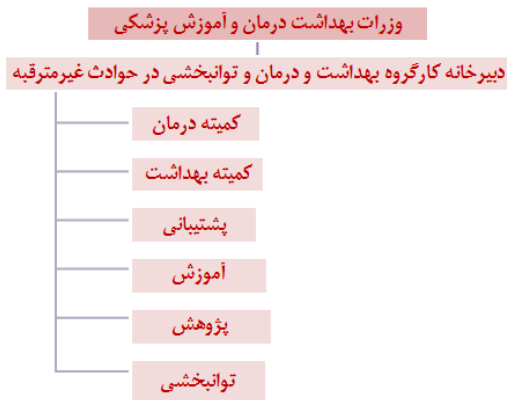 وزرات بهداشت درمان و آموزش پزشکی
دبیرخانه کارگروه بهداشت و درمان و توانبخشی در حوادث غیرمترقبه
کمیته درمان
کمیته بهداشت
پشتیبانی
آموزش
پژوهش
توانبخشی